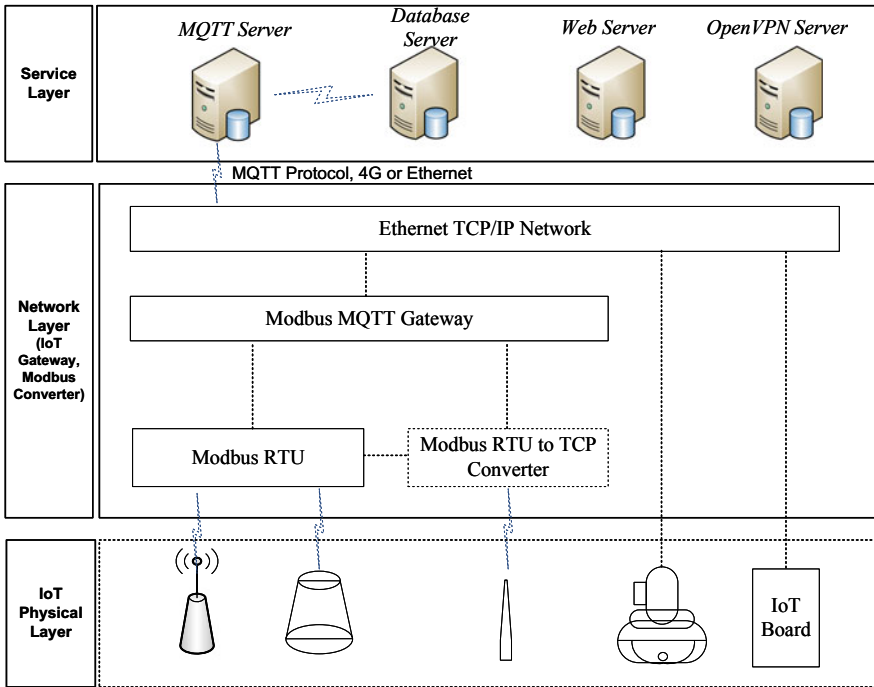 MQTT Server
Database
Server
Web Server
OpenVPN Server
Service
Layer
MQTT Protocol, 4G or Ethernet
Ethernet TCP/IP Network
Network
Layer
(IoT
Gateway,
Modbus
Converter)
Modbus MQTT Gateway
Modbus RTU
Modbus RTU to TCP
Converter
IoT
Physical
Layer
IoT
Board